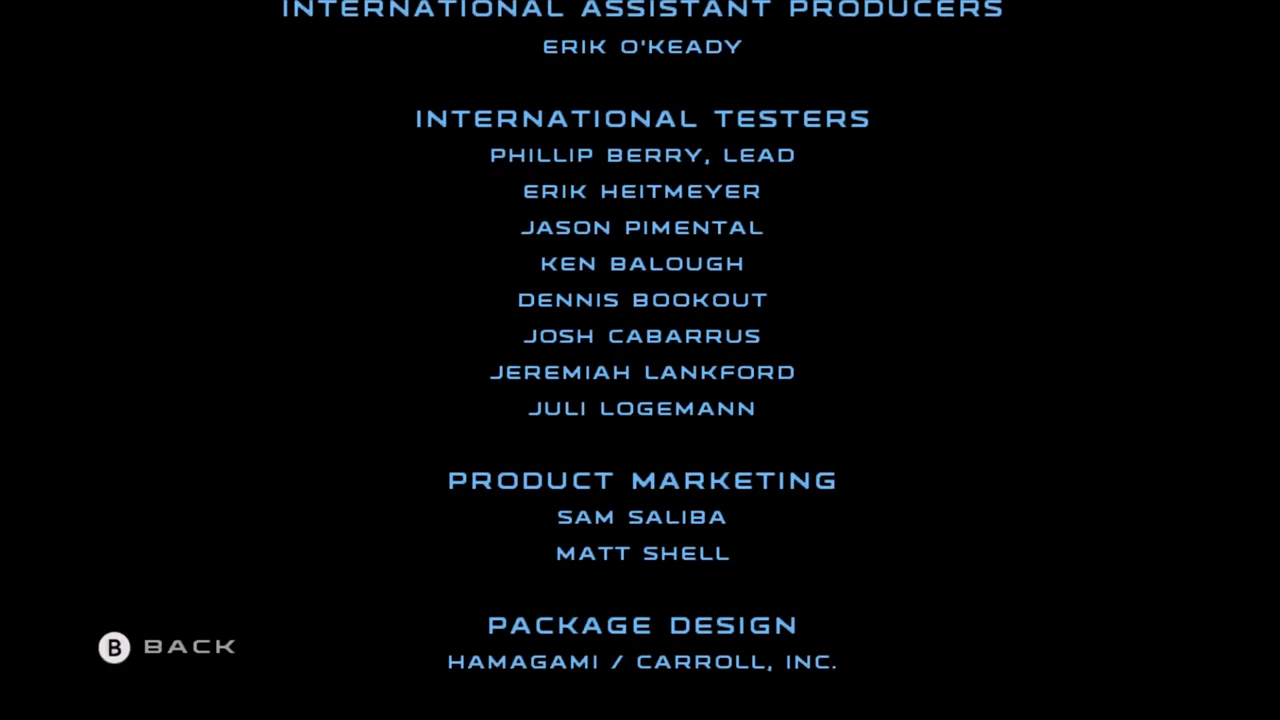 INTERNATIONAL ASSISTANT PRODUCERS
ERIK O'KEADY
INTERNATIONAL TESTERS
PHILLIP BERRY, LEAD
ERIK HEITMEYER
JASON PIMENTAL
KEN BALOUGH
DENNIS BOOKOUT
JOSH CABARRUS
JEREMIAH LANKFORD
JULI LOGEMANN
PRODUCT MARKETING
SAM SALIBA
MATT SHELL
PACKAGE DESIGN
B BACK
HAMAGAMI / CARROLL, INC.